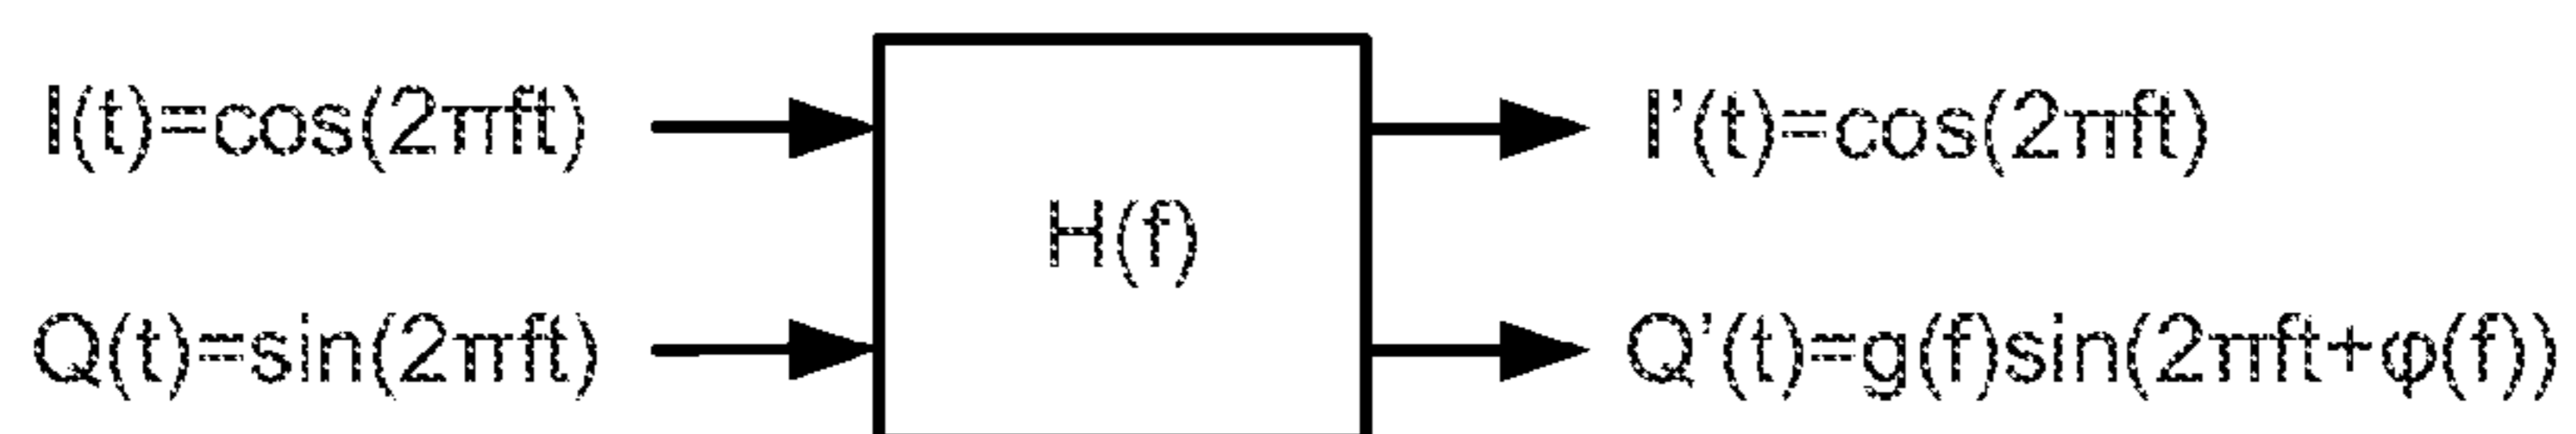 I(t)=cos(2πft)
I'(t)=cos(2πft)
H(f)
Q(t)=sin(2πft)
Q'(t)=g(f)sin(2πft+φ(f))